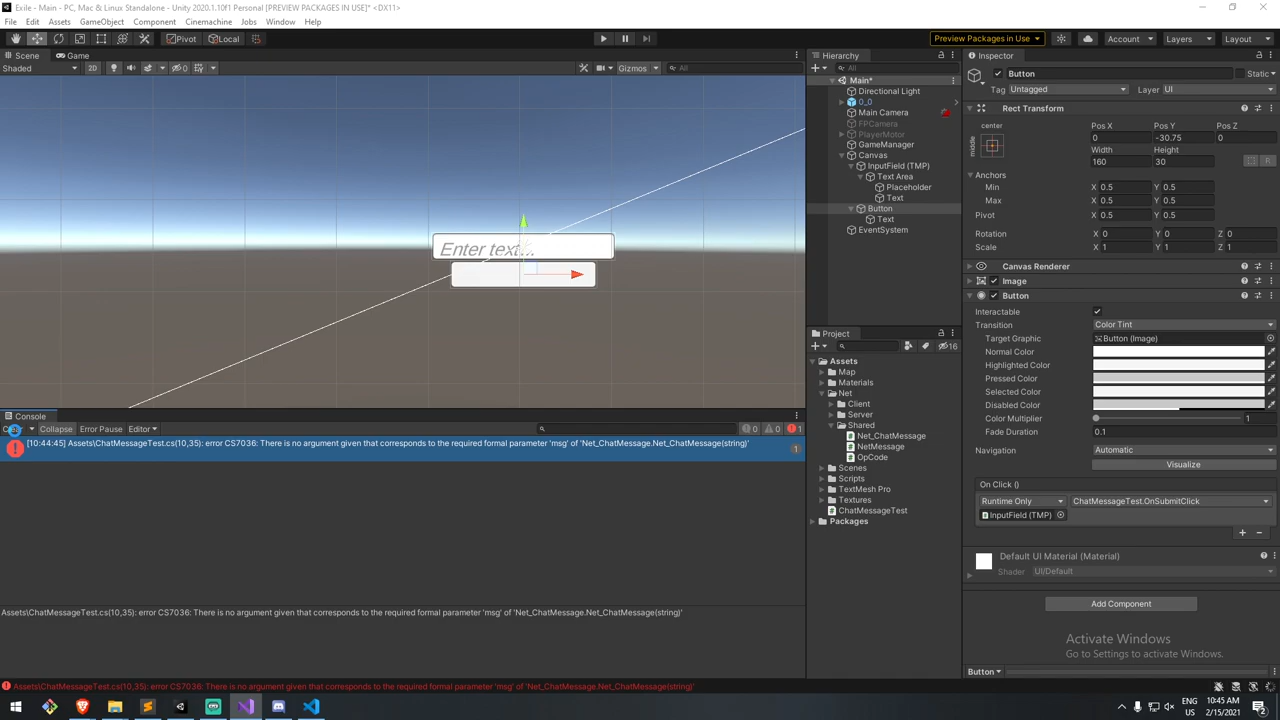 Exile - Main - PC, Mac & Linux Standalone - Unity 2020.1.10f1 Personal [PREVIEW PACKAGES IN USE]* <DX11>
File Edit Assets GameObject Component Cinemachine Jobs Window Help
Pivot Local Preview Packages in Use Account Layers Layout
Scene Game
Shaded 2D 0 Gizmos All
Enter text...
Hierarchy
All
Main*
Directional Light
0_0
Main Camera
FPCamera
PlayerMotor
GameManager
Canvas
InputField (TMP)
Text Area
Placeholder
Text
Button
Text
EventSystem
Project
16
Assets
Map
Materials
Net
Client
Server
Shared
Net_ChatMessage
NetMessage
OpCode
Scenes
Scripts
TextMesh Pro
Textures
ChatMessageTest
Packages
Inspector
Button Static
Tag Untagged Layer UI
Rect Transform
center
middle
Pos X Pos Y Pos Z
0 -30.75 0
Width Height
160 30
R
Anchors
Min X 0.5 Y 0.5
Max X 0.5 Y 0.5
Pivot X 0.5 Y 0.5
Rotation X 0 Y 0 Z 0
Scale X 1 Y 1 Z 1
Canvas Renderer
Image
Button
Interactable
Transition Color Tint
Target Graphic Button (Image)
Normal Color
Highlighted Color
Pressed Color
Selected Color
Disabled Color
Color Multiplier 1
Fade Duration 0.1
Navigation Automatic
Visualize
On Click ()
Runtime Only ChatMessageTest.OnSubmitClick
InputField (TMP)
Default UI Material (Material)
Shader UI/Default
Add Component
Activate Windows
Go to Settings to activate Windows.
Button
Console
Collapse Error Pause Editor 0 0 1
[10:44:45] Assets\ChatMessageTest.cs(10,35): error CS7036: There is no argument given that corresponds to the required formal parameter 'msg' of 'Net_ChatMessage.Net_ChatMessage(string)'
1
Assets\ChatMessageTest.cs(10,35): error CS7036: There is no argument given that corresponds to the required formal parameter 'msg' of 'Net_ChatMessage.Net_ChatMessage(string)'
Assets\ChatMessageTest.cs(10,35): error CS7036: There is no argument given that corresponds to the required formal parameter 'msg' of 'Net_ChatMessage.Net_ChatMessage(string)'
ENG
US
10:45 AM
2/15/2021
2